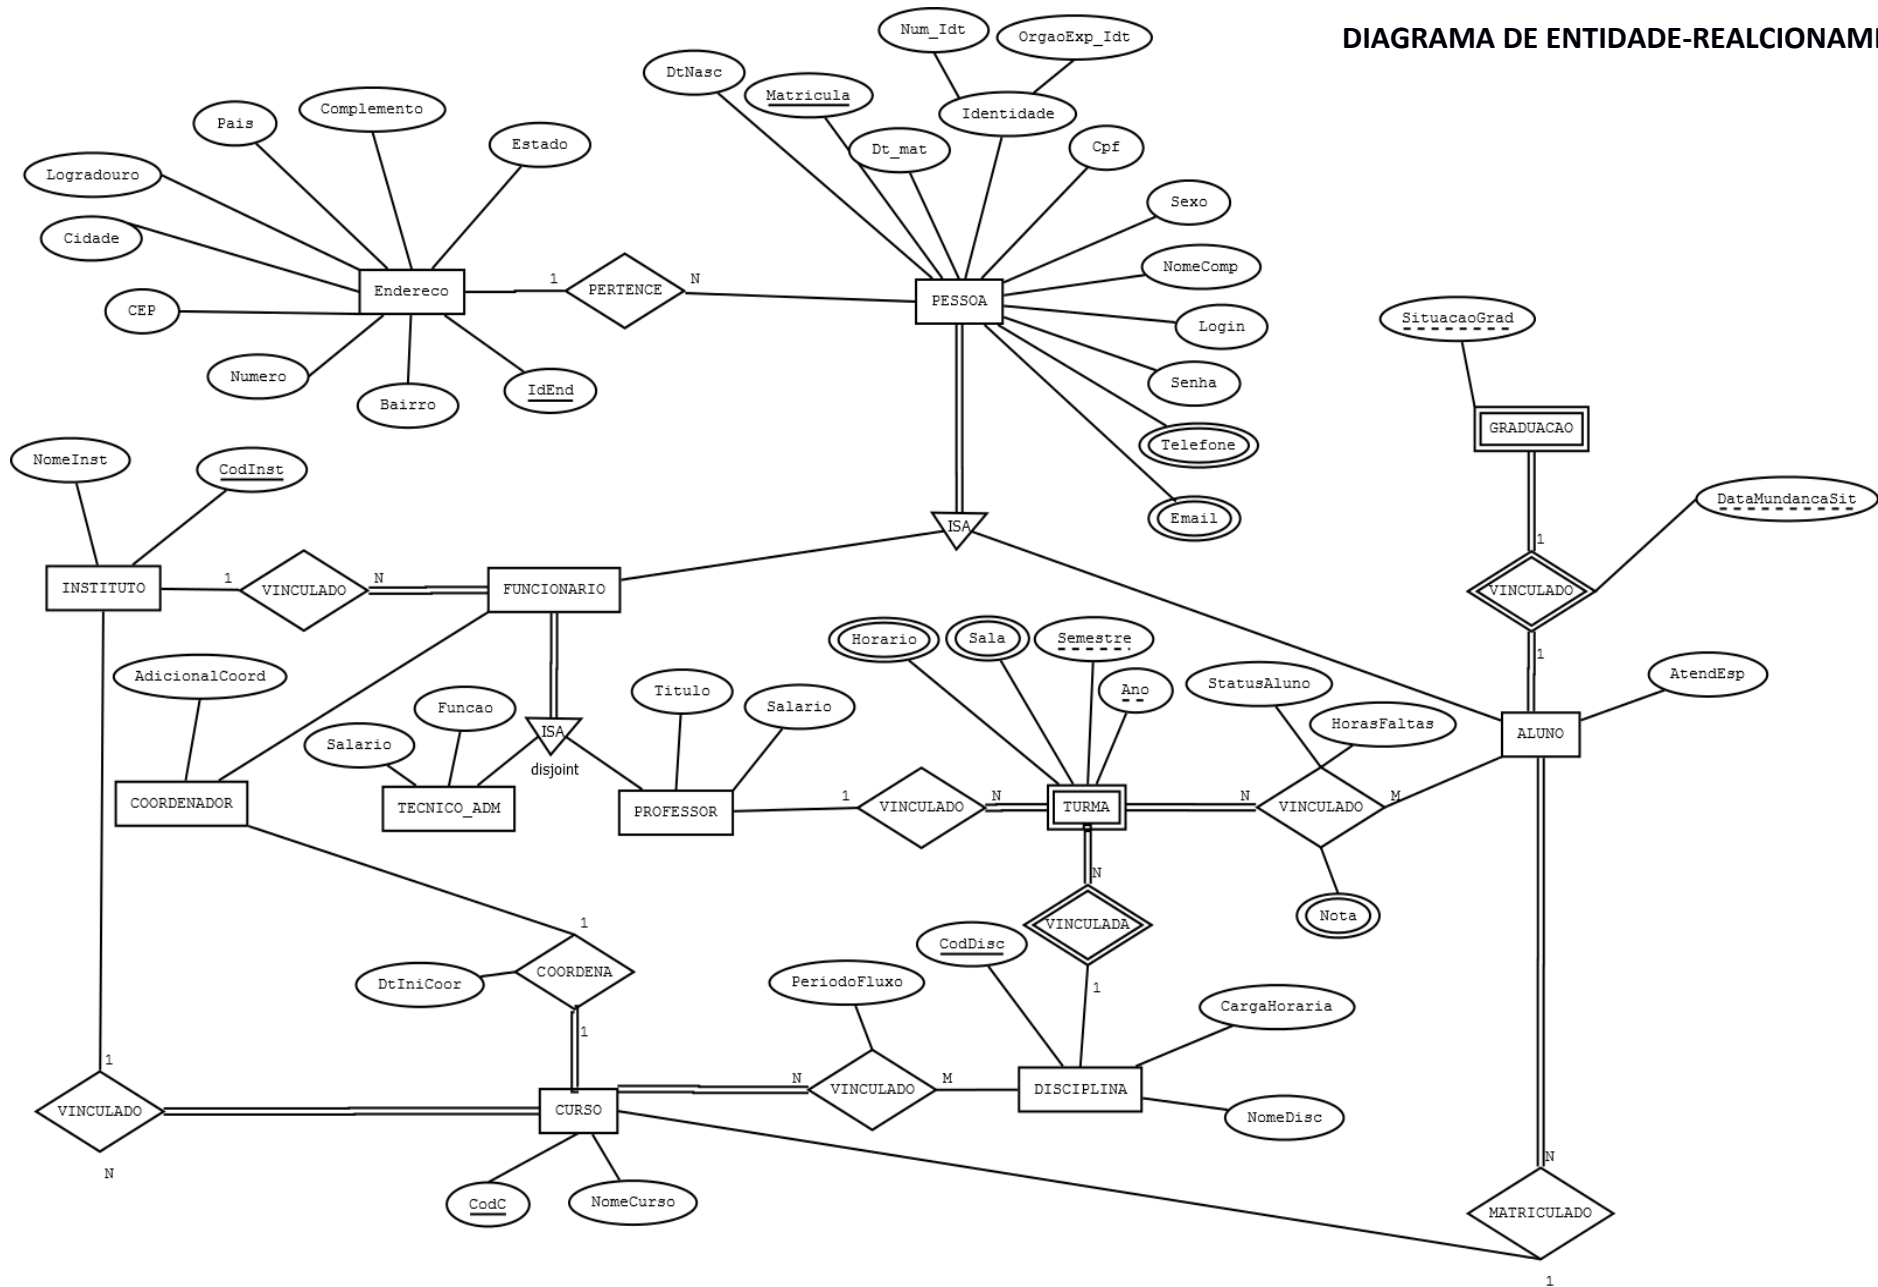 DIAGRAMA DE ENTIDADE-REALCIONAM
Num_Idt
OrgaoExp_Idt
DtNasc
Matricula
Identidade
Complemento
Pais
Estado
Dt_mat
Cpf
Logradouro
Sexo
Cidade
NomeComp
Endereco
1
PERTENCE
N
PESSOA
CEP
Login
SituacaoGrad
Numero
IdEnd
Bairro
Senha
Telefone
GRADUACAO
NomeInst
CodInst
Email
DataMundancaSit
ISA
1
INSTITUTO
1
VINCULADO
N
FUNCIONARIO
VINCULADO
Horario
Sala
Semestre
1
AdicionalCoord
Titulo
Ano
StatusAluno
AtendEsp
Funcao
Salario
HorasFaltas
Salario
ISA
ALUNO
disjoint
COORDENADOR
TECNICO_ADM
PROFESSOR
1
VINCULADO
N
TURMA
N
VINCULADO
M
N
1
Nota
VINCULADA
CodDisc
COORDENA
DtIniCoor
PeriodoFluxo
1
CargaHoraria
1
1
N
VINCULADO
M
DISCIPLINA
VINCULADO
CURSO
NomeDisc
N
N
CodC
NomeCurso
MATRICULADO
1